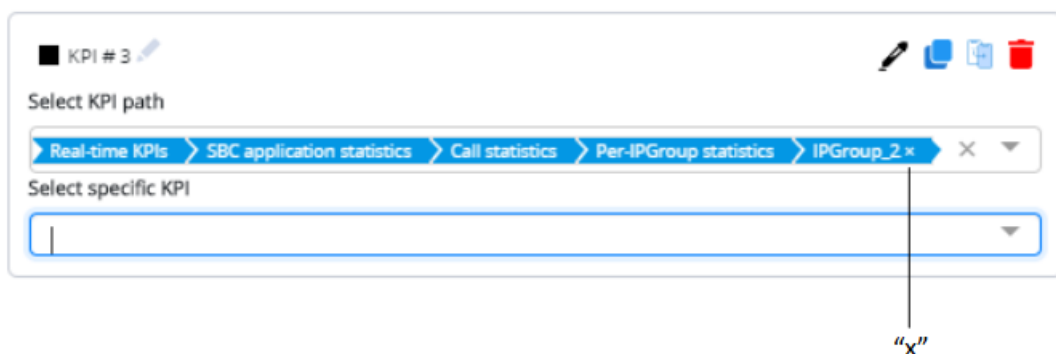 KPI # 3
Select KPI path
Real-time KPIs SBC application statistics Call statistics Per-IPGroup statistics IPGroup_2 ×
Select specific KPI
“x”